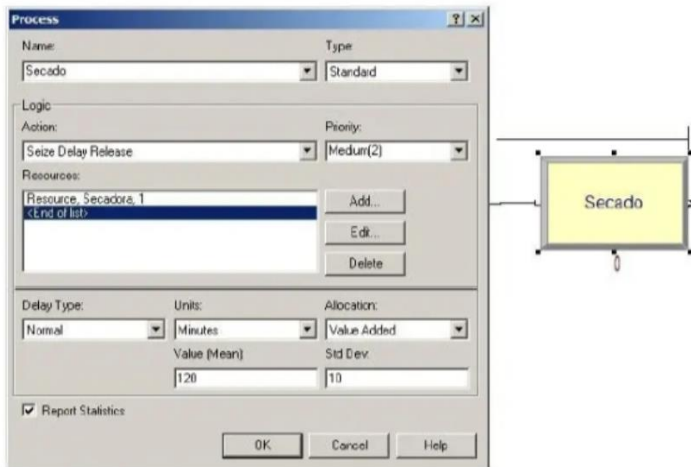 Process
Name: Type:
Secado Standard
Logic
Action: Priority:
Seize Delay Release Medium(2)
Resources:
Resource, Secadora, 1
<End of list>
Add...
Edit...
Delete
Delay Type: Units: Allocation:
Normal Minutes Value Added
Value (Mean) Std Dev:
120 10
Report Statistics
OK Cancel Help
Secado
0